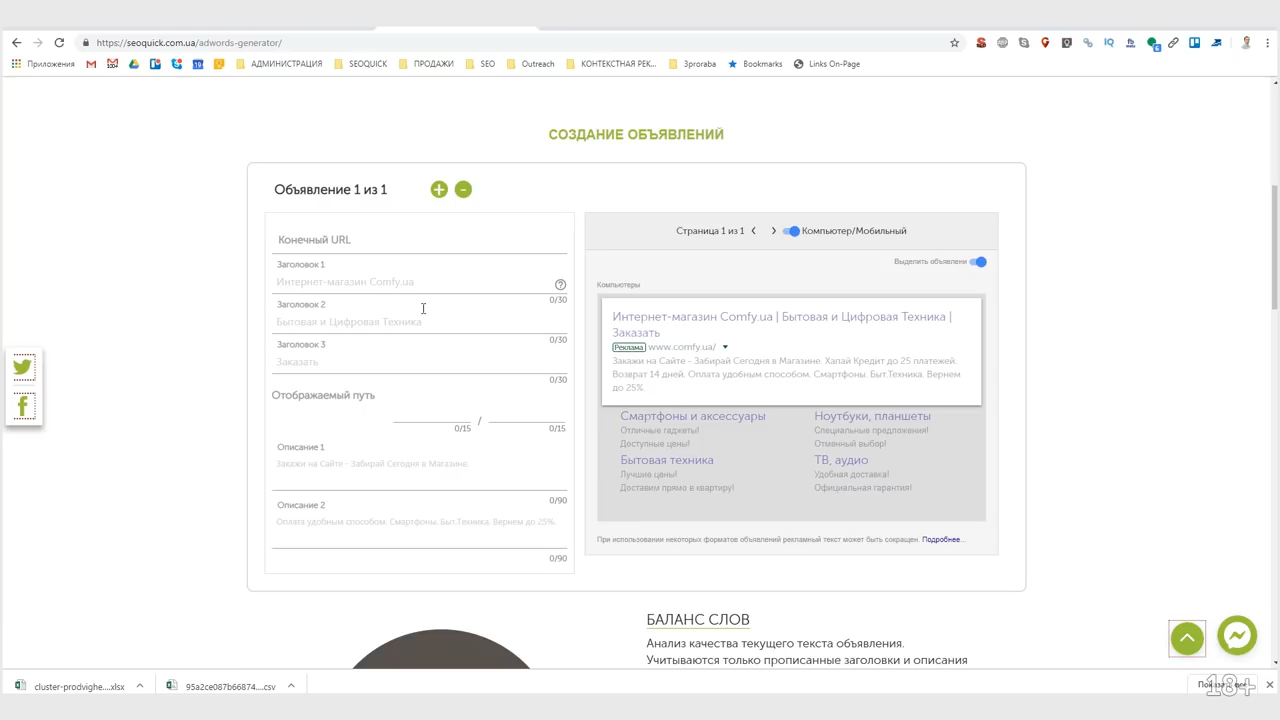 https://seoquick.com.ua/adwords-generator/
Приложения
АДМИНИСТРАЦИЯ
SEOQUICK
ПРОДАЖИ
SEO
Outreach
КОНТЕКСТНАЯ РЕК...
3proraba
Bookmarks
Links On-Page
СОЗДАНИЕ ОБЪЯВЛЕНИЙ
Объявление 1 из 1
Конечный URL
Заголовок 1
Интернет-магазин Comfy.ua
0/30
Заголовок 2
Бытовая и Цифровая Техника
0/30
Заголовок 3
Заказать
0/30
Отображаемый путь
/
0/15
0/15
Описание 1
Закажи на Сайте - Забирай Сегодня в Магазине.
0/90
Описание 2
Оплата удобным способом. Смартфоны. Быт.Техника. Вернем до 25%.
0/90
Страница 1 из 1
Компьютер/Мобильный
Выделить объявлени
Компьютеры
Интернет-магазин Comfy.ua | Бытовая и Цифровая Техника |
Заказать
Реклама www.comfy.ua/
Закажи на Сайте - Забирай Сегодня в Магазине. Хапай Кредит до 25 платежей.
Возврат 14 дней. Оплата удобным способом. Смартфоны. Быт.Техника. Вернем
до 25%.
Смартфоны и аксессуары
Отличные гаджеты!
Доступные цены!
Ноутбуки, планшеты
Специальные предложения!
Отменный выбор!
Бытовая техника
Лучшие цены!
Доставим прямо в квартиру!
ТВ, аудио
Удобная доставка!
Официальная гарантия!
При использовании некоторых форматов объявлений рекламный текст может быть сокращен. Подробнее...
БАЛАНС СЛОВ
Анализ качества текущего текста объявления.
Учитываются только прописанные заголовки и описания
cluster-prodvighe....xlsx
95a2ce087b66874....csv
18+